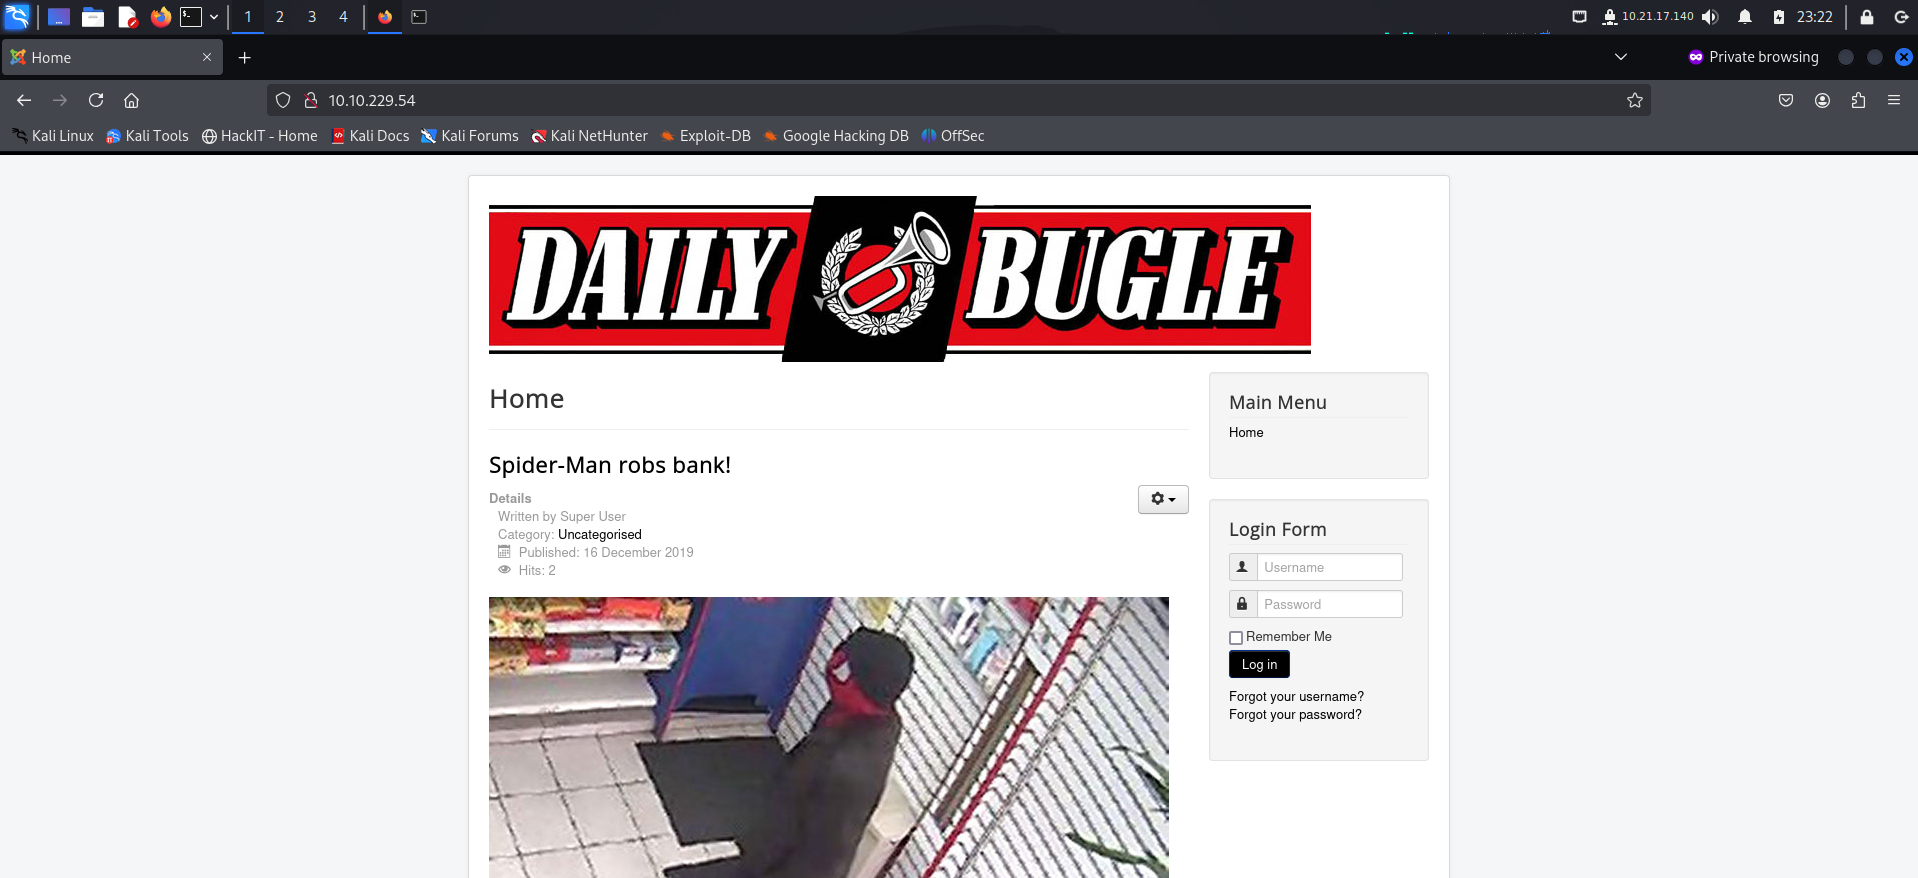 1 2 3 4 10.21.17.140 23:22
Home Private browsing
10.10.229.54
Kali Linux Kali Tools HackIT - Home Kali Docs Kali Forums Kali NetHunter Exploit-DB Google Hacking DB OffSec
DAILY BUGLE
Home
Spider-Man robs bank!
Details
Written by Super User
Category: Uncategorised
Published: 16 December 2019
Hits: 2
Main Menu
Home
Login Form
Username
Password
Remember Me
Log in
Forgot your username?
Forgot your password?